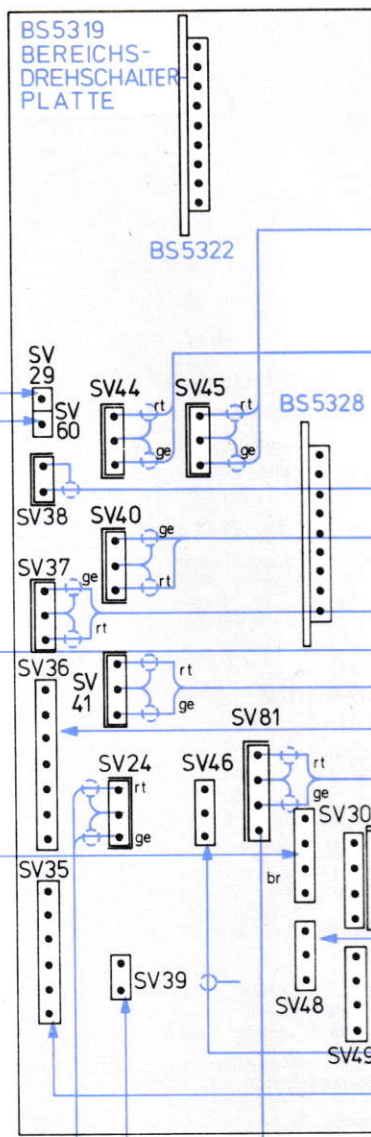 BS5319
BEREICHS-
DREHSCHALTER
PLATTE
BS5322
SV
29
SV
60
SV44
rt
ge
SV45
rt
ge
BS5328
SV38
SV40
ge
rt
SV37
ge
rt
SV36
SV
41
rt
ge
SV81
rt
ge
br
SV24
rt
ge
SV46
SV30
SV35
SV39
SV48
SV49